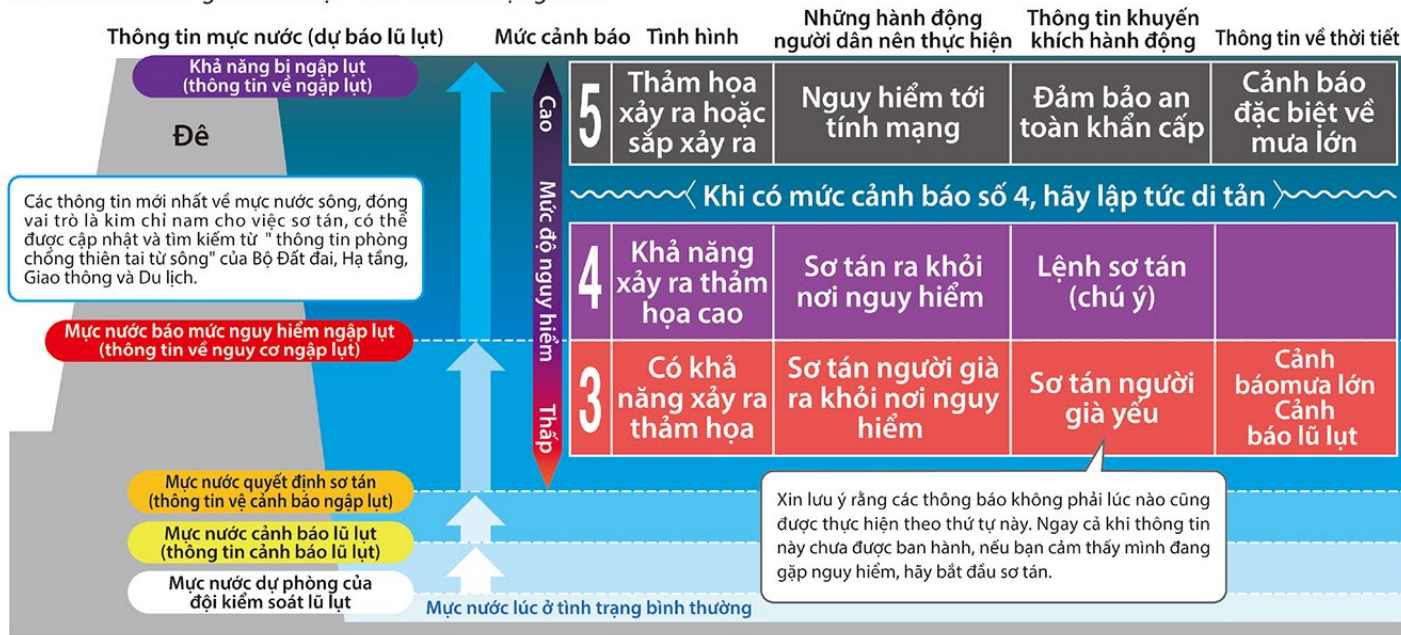 Thông tin mực nước (dự báo lũ lụt)
Mức cảnh báo
Tình hình
Những hành động
người dân nên thực hiện
Thông tin khuyến
khích hành động
Thông tin về thời tiết
Khả năng bị ngập lụt
(thông tin về ngập lụt)
Đê
Các thông tin mới nhất về mực nước sông, đóng
vai trò là kim chỉ nam cho việc sơ tán, có thể
được cập nhật và tìm kiếm từ " thông tin phòng
chống thiên tai từ sông" của Bộ Đất đai, Hạ tầng,
Giao thông và Du lịch.
Mực nước báo mức nguy hiểm ngập lụt
(thông tin về nguy cơ ngập lụt)
Mực nước quyết định sơ tán
(thông tin vệ cảnh báo ngập lụt)
Mực nước cảnh báo lũ lụt
(thông tin cảnh báo lũ lụt)
Mực nước dự phòng của
đội kiểm soát lũ lụt
Mực nước lúc ở tình trạng bình thường
Cao
Mức độ nguy hiểm
Thấp
5
Thảm họa
xảy ra hoặc
sắp xảy ra
Nguy hiểm tới
tính mạng
Đảm bảo an
toàn khẩn cấp
Cảnh báo
đặc biệt về
mưa lớn
Khi có mức cảnh báo số 4, hãy lập tức di tản
4
Khả năng
xảy ra thảm
họa cao
Sơ tán ra khỏi
nơi nguy hiểm
Lệnh sơ tán
(chú ý)
3
Có khả
năng xảy ra
thảm họa
Sơ tán người già
ra khỏi nơi nguy
hiểm
Sơ tán người
già yếu
Cảnh
báomưa lớn
Cảnh
báo lũ lụt
Xin lưu ý rằng các thông báo không phải lúc nào cũng
được thực hiện theo thứ tự này. Ngay cả khi thông tin
này chưa được ban hành, nếu bạn cảm thấy mình đang
gặp nguy hiểm, hãy bắt đầu sơ tán.